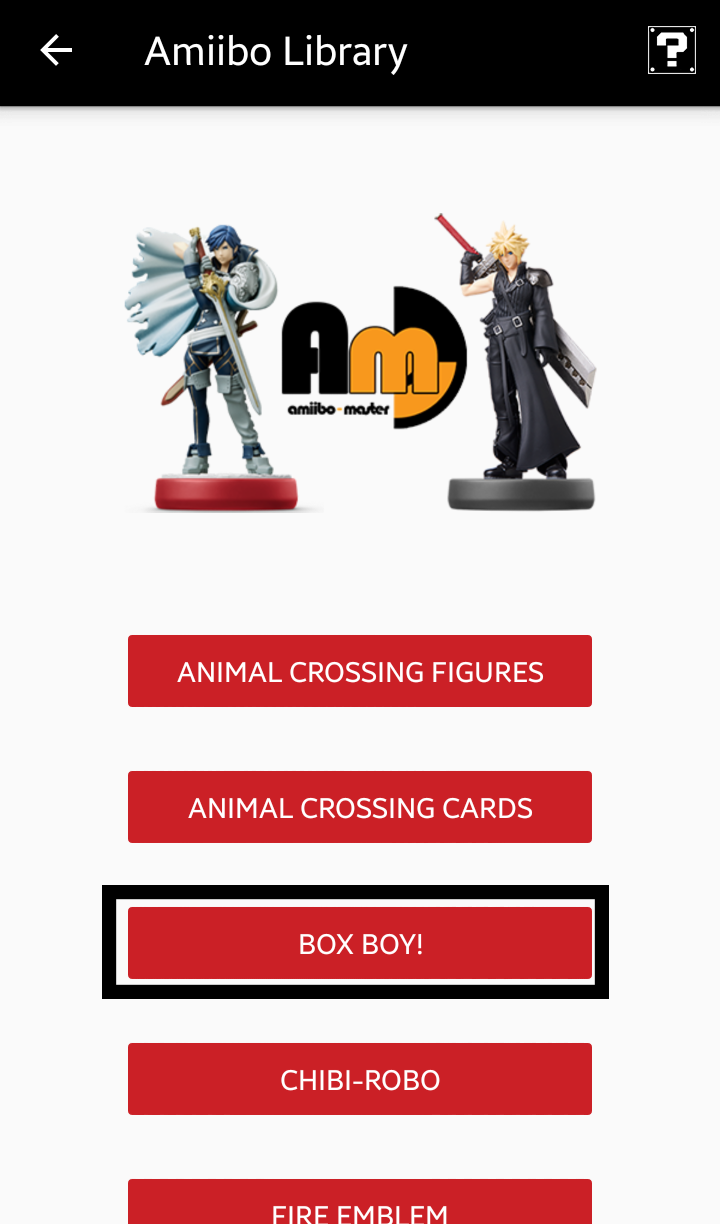 Amiibo Library
Am
amiibo-master
ANIMAL CROSSING FIGURES
ANIMAL CROSSING CARDS
BOX BOY!
CHIBI-ROBO
FIRE EMBLEM